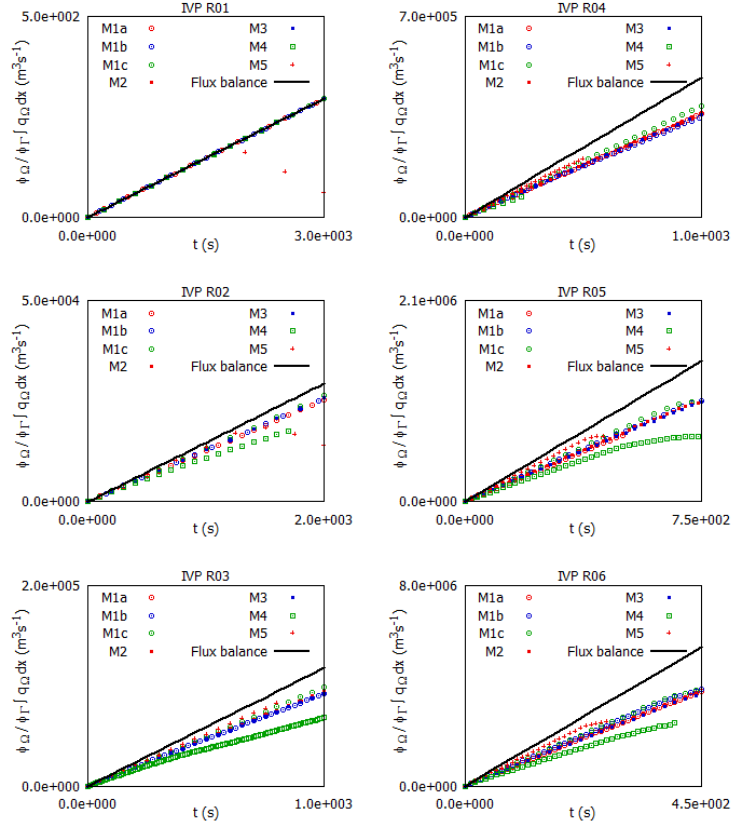 IVP R01
5.0e+002
M1a
M3
M1b
M4
M1c
M5
M2
Flux balance
ϕ Ω / ϕ Γ ∫ q Ω dx (m³s⁻¹)
0.0e+000
0.0e+000
3.0e+003
t (s)
IVP R04
7.0e+005
M1a
M3
M1b
M4
M1c
M5
M2
Flux balance
ϕ Ω / ϕ Γ ∫ q Ω dx (m³s⁻¹)
0.0e+000
0.0e+000
1.0e+003
t (s)
IVP R02
5.0e+004
M1a
M3
M1b
M4
M1c
M5
M2
Flux balance
ϕ Ω / ϕ Γ ∫ q Ω dx (m³s⁻¹)
0.0e+000
0.0e+000
2.0e+003
t (s)
IVP R05
2.1e+006
M1a
M3
M1b
M4
M1c
M5
M2
Flux balance
ϕ Ω / ϕ Γ ∫ q Ω dx (m³s⁻¹)
0.0e+000
0.0e+000
7.5e+002
t (s)
IVP R03
2.0e+005
M1a
M3
M1b
M4
M1c
M5
M2
Flux balance
ϕ Ω / ϕ Γ ∫ q Ω dx (m³s⁻¹)
0.0e+000
0.0e+000
1.0e+003
t (s)
IVP R06
8.0e+006
M1a
M3
M1b
M4
M1c
M5
M2
Flux balance
ϕ Ω / ϕ Γ ∫ q Ω dx (m³s⁻¹)
0.0e+000
0.0e+000
4.5e+002
t (s)